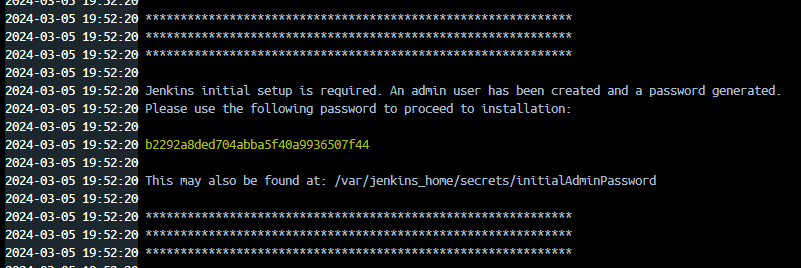 2024-03-05 19:52:20 *************************************************************
2024-03-05 19:52:20 *************************************************************
2024-03-05 19:52:20 *************************************************************
2024-03-05 19:52:20
2024-03-05 19:52:20 Jenkins initial setup is required. An admin user has been created and a password generated.
2024-03-05 19:52:20 Please use the following password to proceed to installation:
2024-03-05 19:52:20
2024-03-05 19:52:20 b2292a8ded704abba5f40a9936507f44
2024-03-05 19:52:20
2024-03-05 19:52:20 This may also be found at: /var/jenkins_home/secrets/initialAdminPassword
2024-03-05 19:52:20
2024-03-05 19:52:20 *************************************************************
2024-03-05 19:52:20 *************************************************************
2024-03-05 19:52:20 *************************************************************